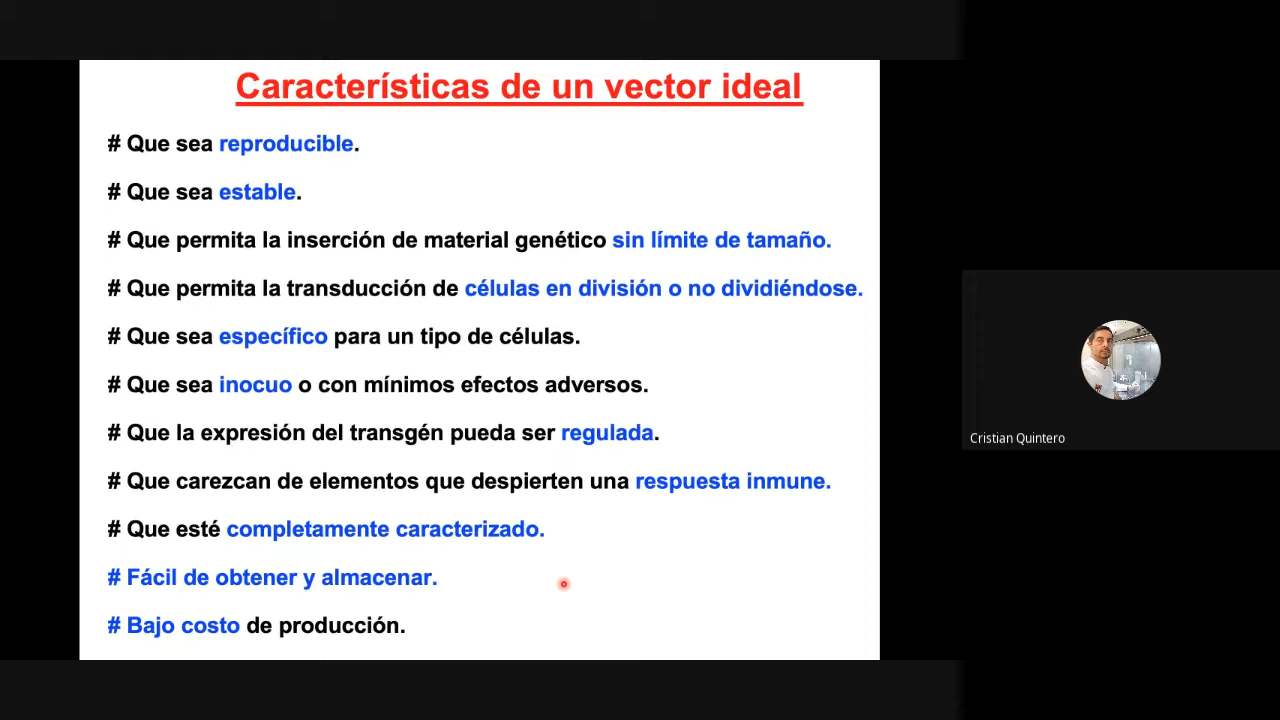 Características de un vector ideal
# Que sea reproducible.
# Que sea estable.
# Que permita la inserción de material genético sin límite de tamaño.
# Que permita la transducción de células en división o no dividiéndose.
# Que sea específico para un tipo de células.
# Que sea inocuo o con mínimos efectos adversos.
# Que la expresión del transgén pueda ser regulada.
# Que carezcan de elementos que despierten una respuesta inmune.
# Que esté completamente caracterizado.
# Fácil de obtener y almacenar.
# Bajo costo de producción.
Cristian Quintero